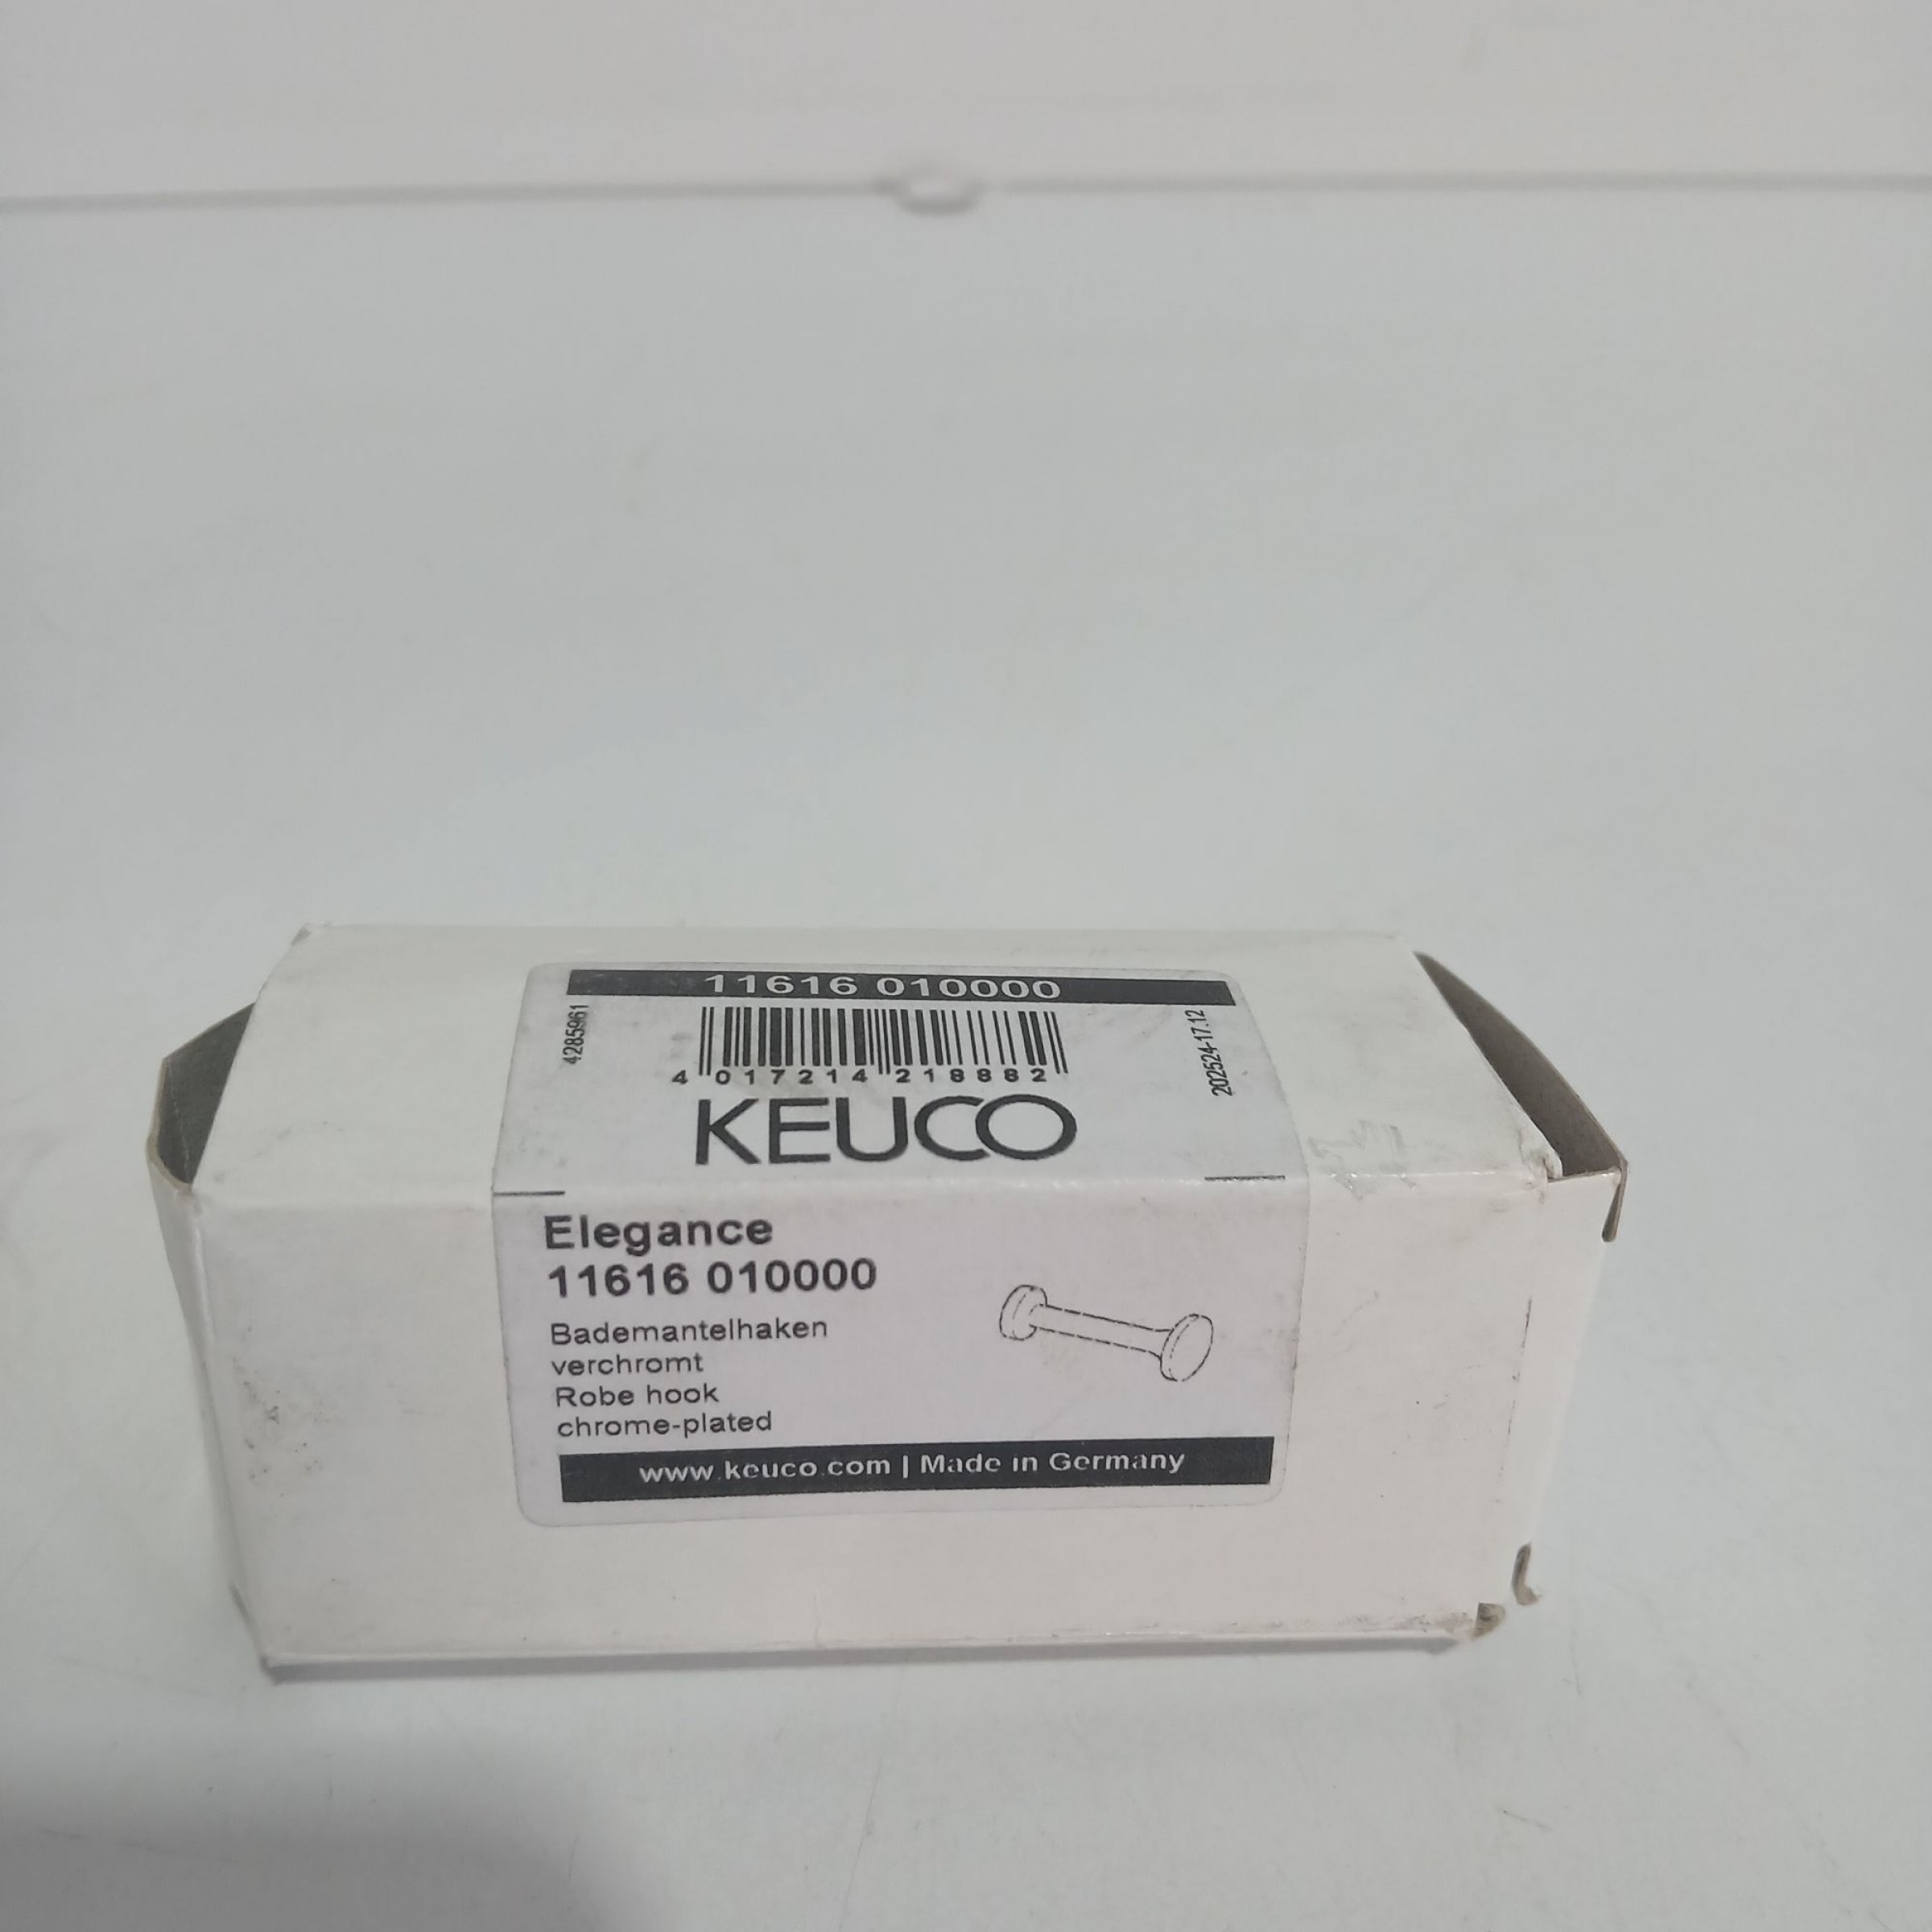 11616 010000
4285961
4 017214 218882
202524-17.12
KEUCO
Elegance
11616 010000
Bademantelhaken
verchromt
Robe hook
chrome-plated
www.keuco.com | Made in Germany